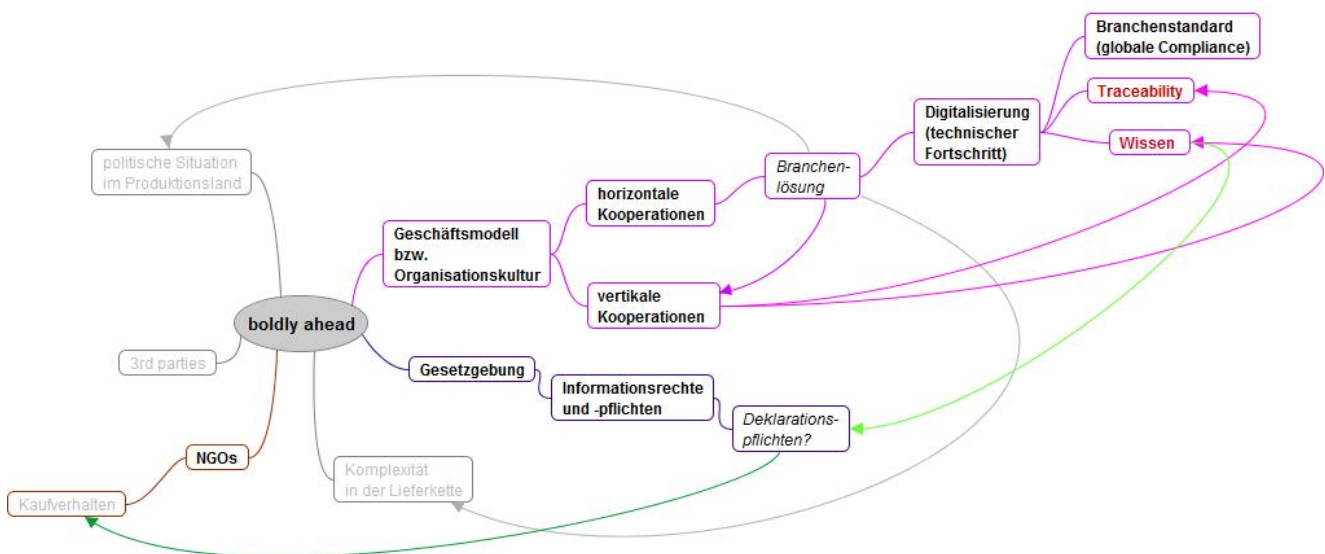 Branchenstandard
(globale Compliance)
Traceability
Digitalisierung
(technischer
Fortschritt)
Wissen
politische Situation
im Produktionsland
Branchen-
lösung
horizontale
Kooperationen
Geschäftsmodell
bzw.
Organisationskultur
vertikale
Kooperationen
boldly ahead
3rd parties
Gesetzgebung
Informationsrechte
und -pflichten
Deklarations-
pflichten?
NGOs
Komplexität
in der Lieferkette
Kaufverhalten